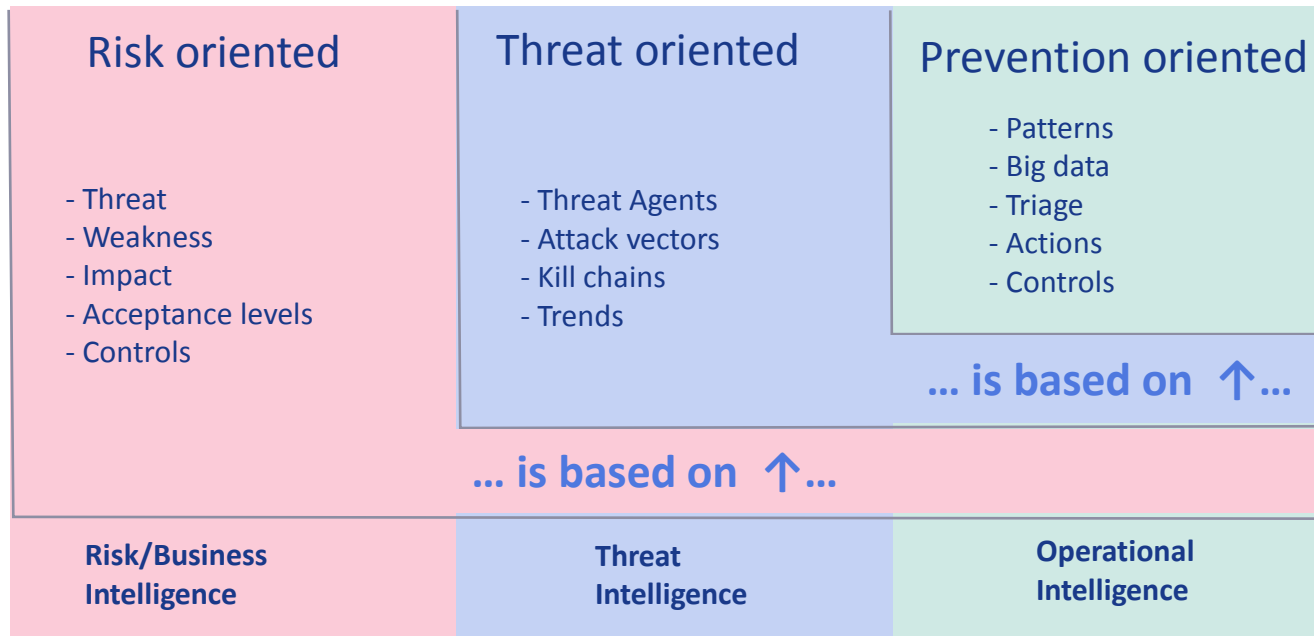 Risk oriented
- Threat
- Weakness
- Impact
- Acceptance levels
- Controls
Threat oriented
- Threat Agents
- Attack vectors
- Kill chains
- Trends
Prevention oriented
- Patterns
- Big data
- Triage
- Actions
- Controls
... is based on ↑...
... is based on ↑...
Risk/Business
Intelligence
Threat
Intelligence
Operational
Intelligence